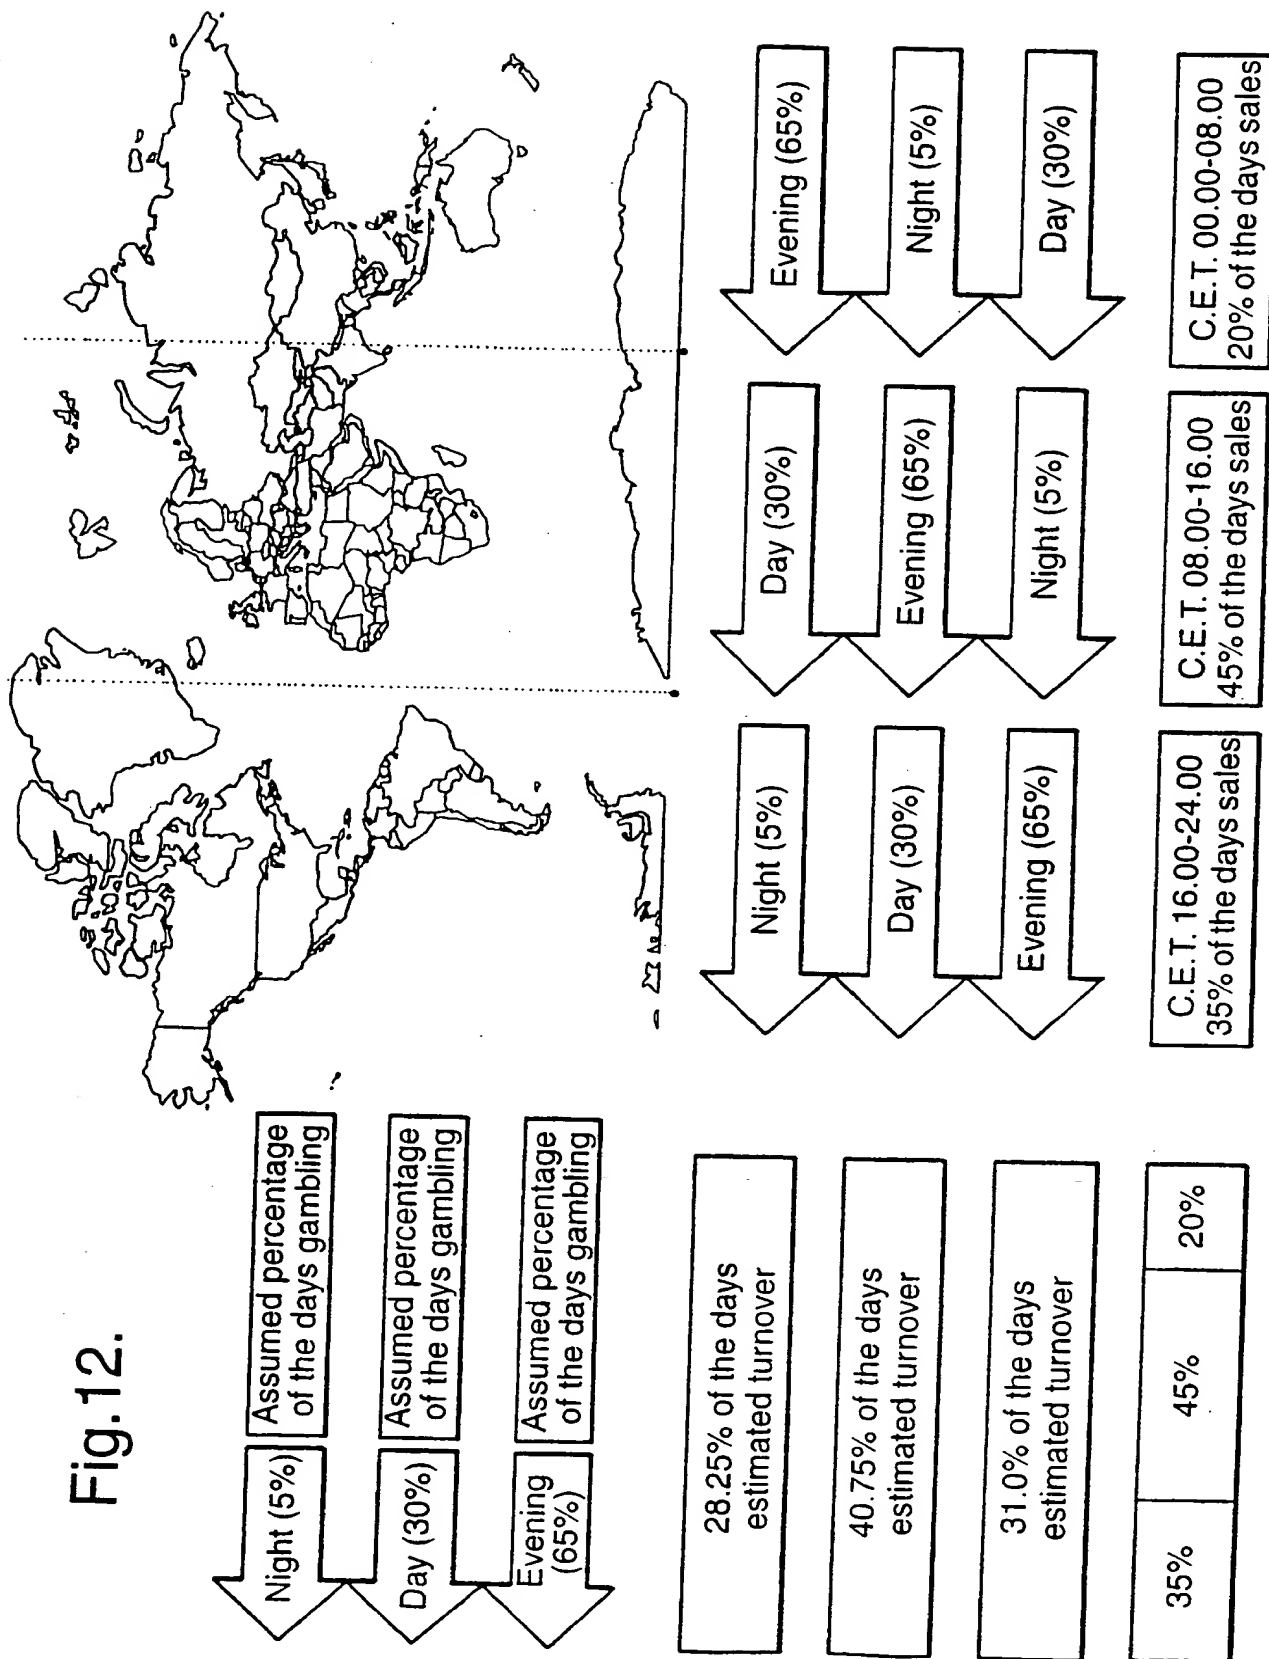 Fig.12.
Night (5%)
Assumed percentage
of the days gambling
Day (30%)
Assumed percentage
of the days gambling
Evening
(65%)
Assumed percentage
of the days gambling
28.25% of the days
estimated turnover
Night (5%)
Day (30%)
Evening (65%)
40.75% of the days
estimated turnover
Day (30%)
Evening (65%)
Night (5%)
31.0% of the days
estimated turnover
Evening (65%)
Night (5%)
Day (30%)
35%
45%
20%
C.E.T. 16.00-24.00
35% of the days sales
C.E.T. 08.00-16.00
45% of the days sales
C.E.T. 00.00-08.00
20% of the days sales